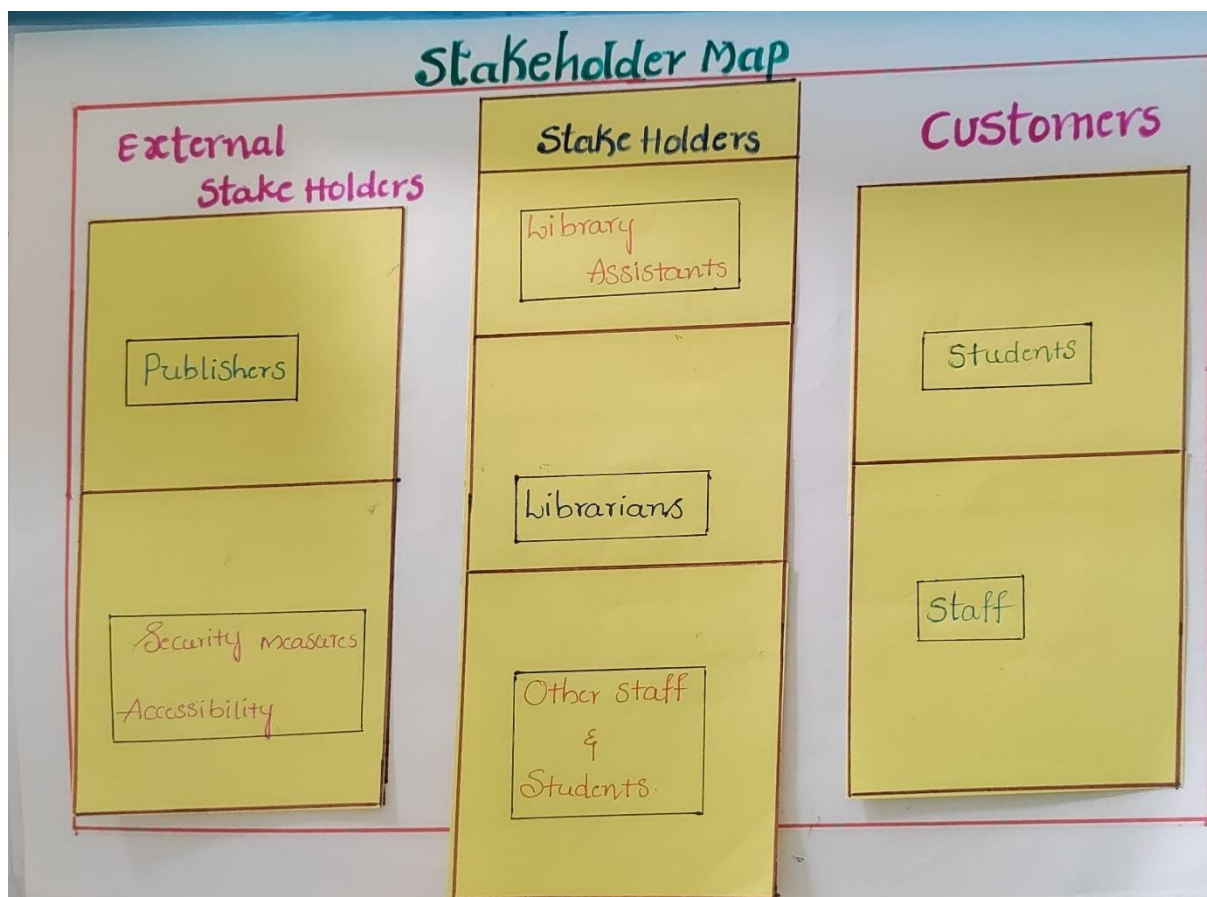 Stakeholder Map
External
Stake Holders
Publishers
Security measures
Accessibility
Stake Holders
Library
Assistants
Librarians
Other staff
&
Students.
Customers
Students
Staff